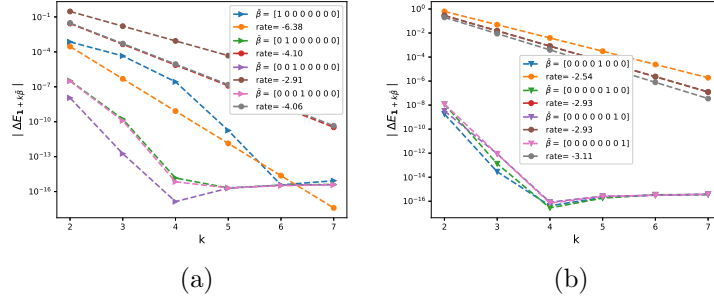 10⁻¹
10⁻⁴
10⁻⁷
10⁻¹⁰
10⁻¹³
10⁻¹⁶
| ΔE₁ ₊ ₖβ̃ |
2 3 4 5 6 7
k
β̃ = [1 0 0 0 0 0 0 0]
rate= -6.38
β̃ = [0 1 0 0 0 0 0 0]
rate= -4.10
β̃ = [0 0 1 0 0 0 0 0]
rate= -2.91
β̃ = [0 0 0 1 0 0 0 0]
rate= -4.06
(a)
10⁰
10⁻²
10⁻⁴
10⁻⁶
10⁻⁸
10⁻¹⁰
10⁻¹²
10⁻¹⁴
10⁻¹⁶
| ΔE₁ ₊ ₖβ̃ |
2 3 4 5 6 7
k
β̃ = [0 0 0 0 1 0 0 0]
rate= -2.54
β̃ = [0 0 0 0 0 1 0 0]
rate= -2.93
β̃ = [0 0 0 0 0 0 1 0]
rate= -2.93
β̃ = [0 0 0 0 0 0 0 1]
rate= -3.11
(b)